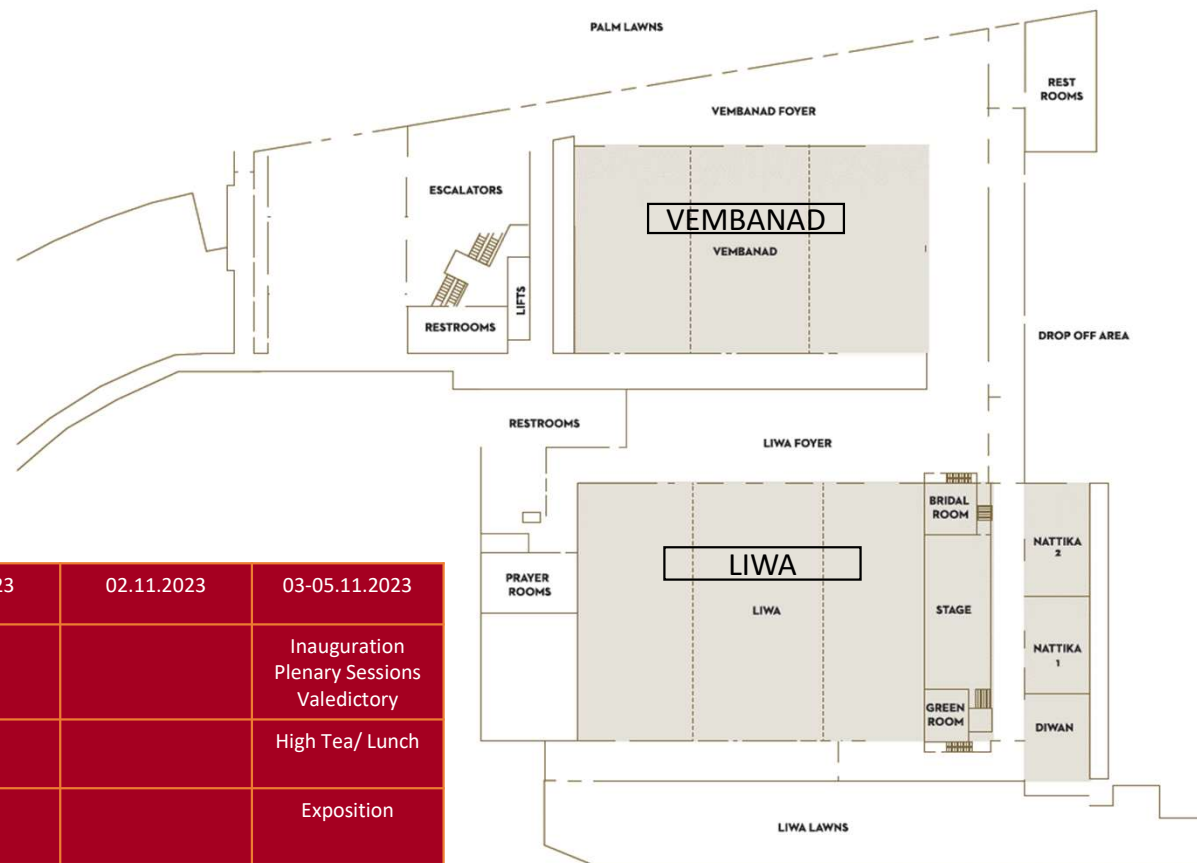 PALM LAWNS
REST
ROOMS
VEMBANAD FOYER
ESCALATORS
VEMBANAD
VEMBANAD
LIFTS
RESTROOMS
DROP OFF AREA
RESTROOMS
LIWA FOYER
BRIDAL
ROOM
NATTIKA
2
LIWA
PRAYER
ROOMS
LIWA
STAGE
NATTIKA
1
GREEN
ROOM
DIWAN
LIWA LAWNS
23 02.11.2023 03-05.11.2023
Inauguration
Plenary Sessions
Valedictory
High Tea/ Lunch
Exposition